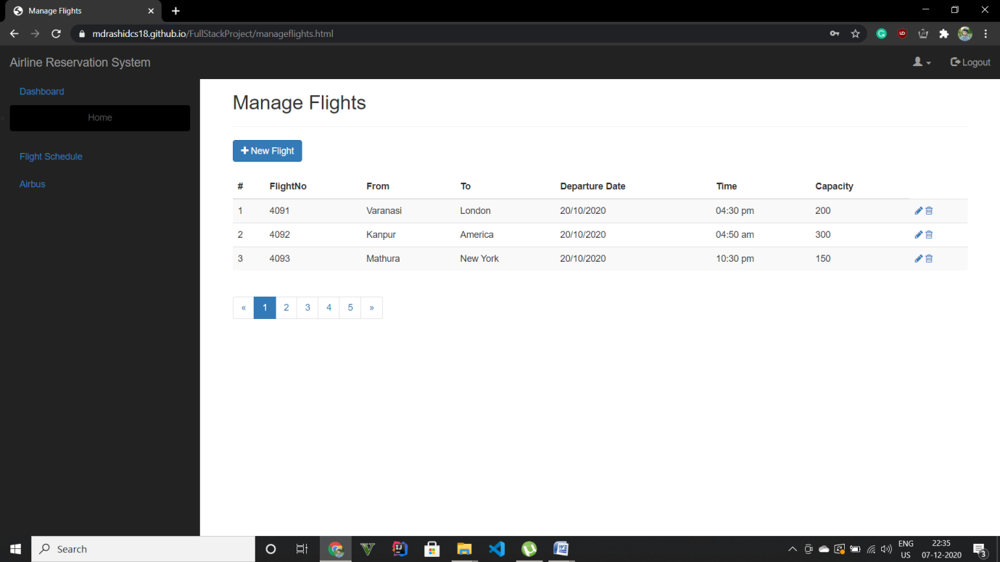 Manage Flights
mdrashidcs18.github.io/FullStackProject/manageflights.html
Airline Reservation System
Logout
Dashboard
Home
Flight Schedule
Airbus
Manage Flights
New Flight
# FlightNo From To Departure Date Time Capacity
1 4091 Varanasi London 20/10/2020 04:30 pm 200
2 4092 Kanpur America 20/10/2020 04:50 am 300
3 4093 Mathura New York 20/10/2020 10:30 pm 150
« 1 2 3 4 5 »
Search
ENG
US
22:35
07-12-2020
3